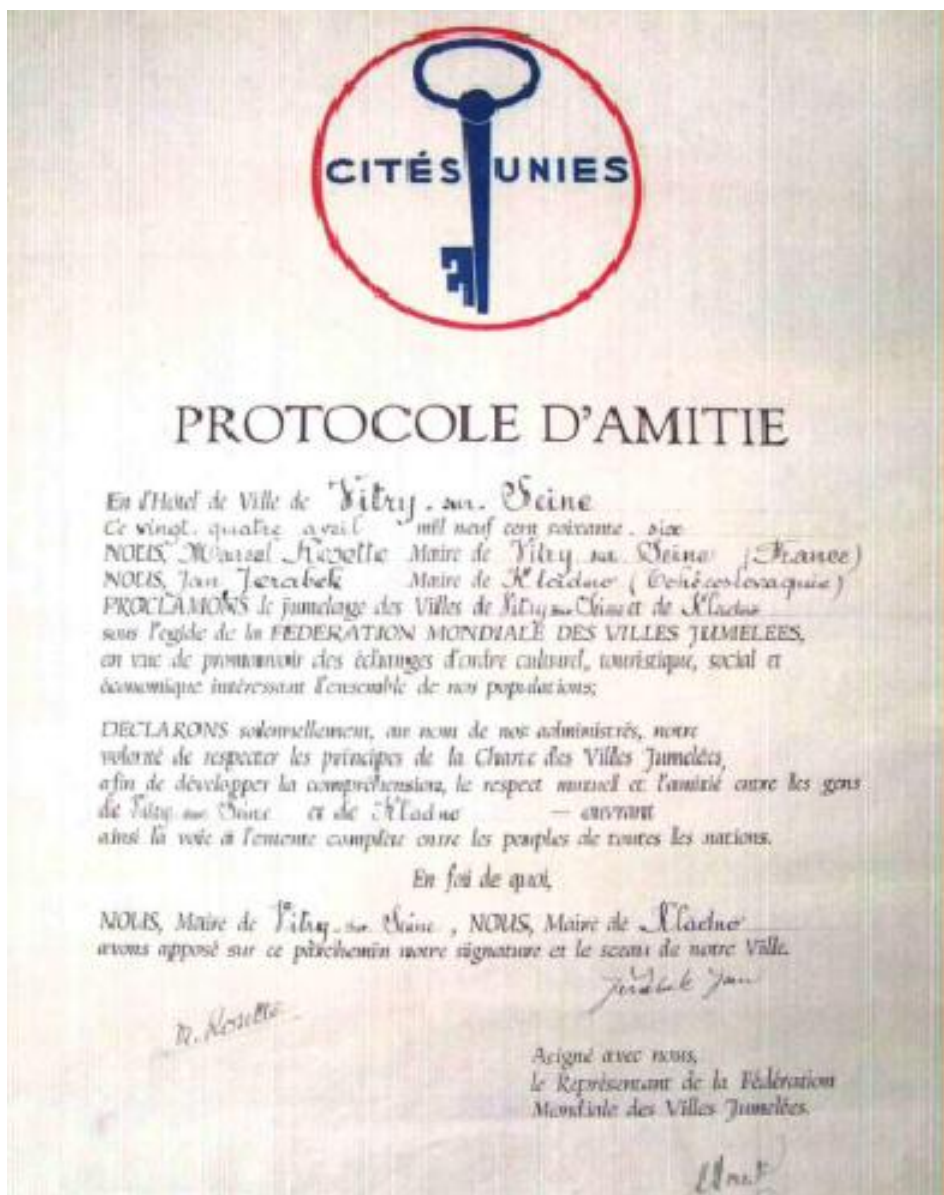 CITÉS UNIES
PROTOCOLE D'AMITIE
En l'Hôtel de Ville de Vitry-sur-Seine
Ce vingt-quatre avril mil neuf cent soixante-six
NOUS, Marcel Rosette Maire de Vitry sur Seine (France)
NOUS, Jan Jerabek Maire de Kladno (Tchécoslovaquie)
PROCLAMONS le jumelage des Villes de Vitry sur Seine et de Kladno
sous l'egide de la FEDERATION MONDIALE DES VILLES JUMELEES,
en vue de promouvoir des échanges d'ordre culturel, touristique, social et
économique intéressant l'ensemble de nos populations;
DECLARONS solennellement, au nom de nos administrés, notre
volonté de respecter les principes de la Charte des Villes Jumelées,
afin de développer la compréhension, le respect mutuel et l'amitié entre les gens
de Vitry-sur-Seine et de Kladno — ouvrant
ainsi la voie à l'entente complète entre les peuples de toutes les nations.
En foi de quoi,
NOUS, Maire de Vitry-sur-Seine, NOUS, Maire de Kladno
avons apposé sur ce parchemin notre signature et le sceau de notre Ville.
Jeřábek Jan
M. Rosette
A signé avec nous,
le Représentant de la Fédération
Mondiale des Villes Jumelées.